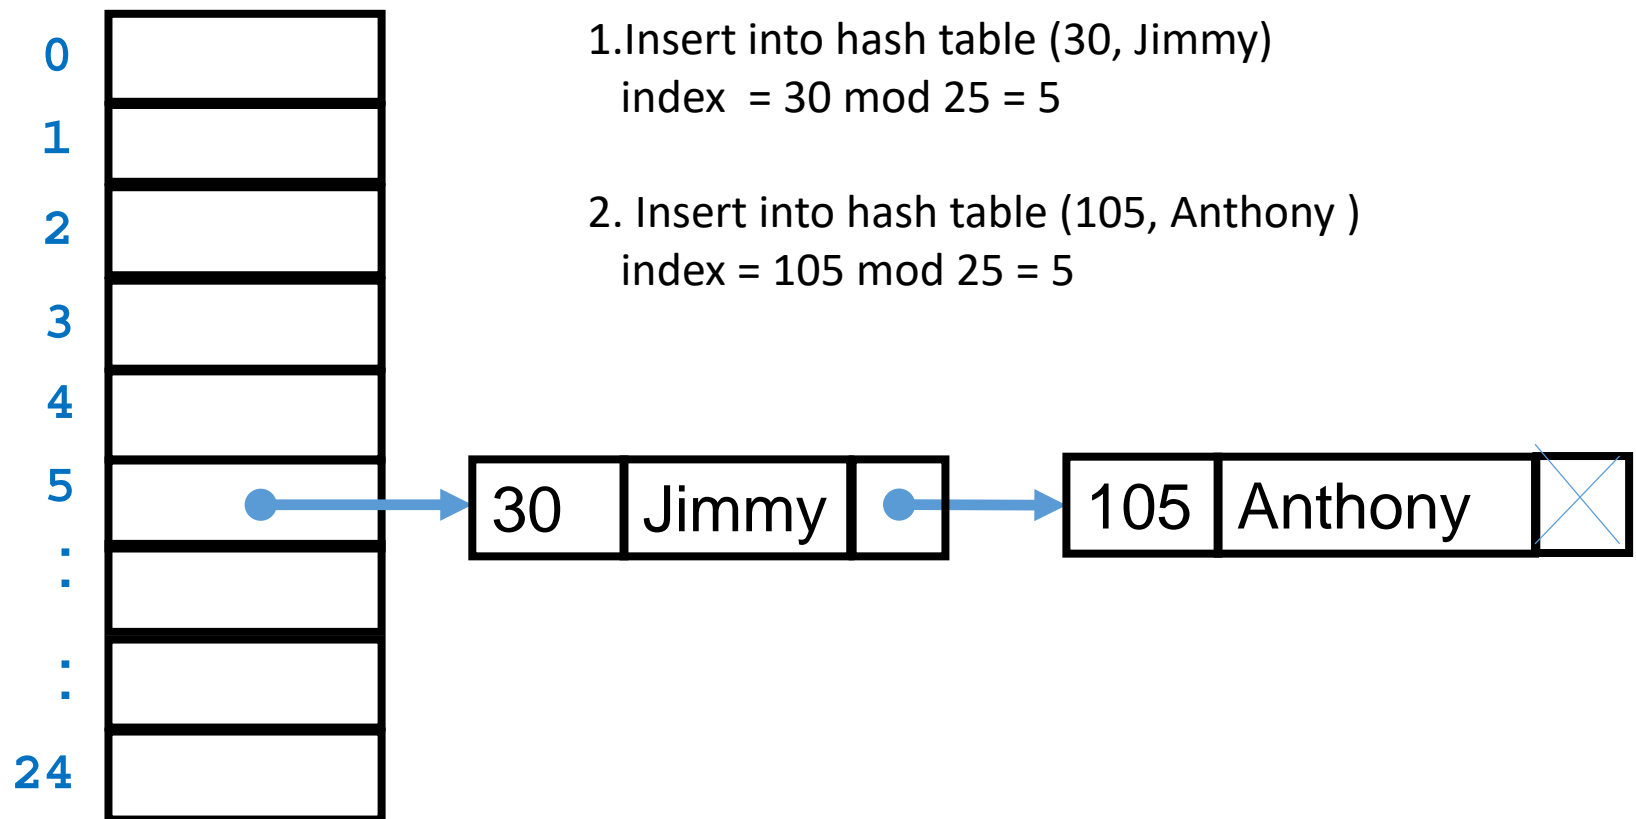 0
1
2
3
4
5
:
:
24
1.Insert into hash table (30, Jimmy)
index  = 30 mod 25 = 5
2. Insert into hash table (105, Anthony )
index = 105 mod 25 = 5
30 Jimmy 105 Anthony